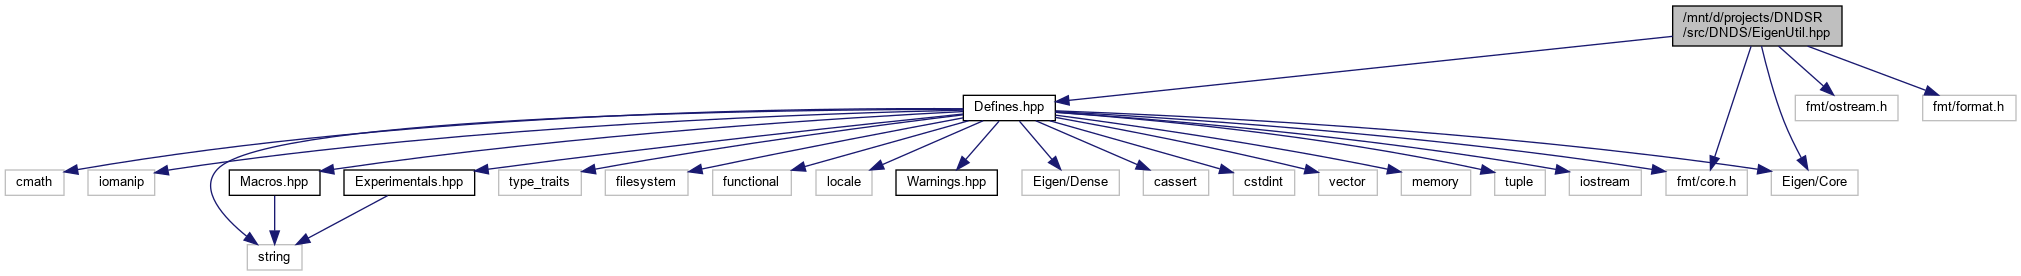 /mnt/d/projects/DNDSR
/src/DNDS/EigenUtil.hpp
Defines.hpp
fmt/ostream.h
fmt/format.h
cmath
iomanip
Macros.hpp
Experimentals.hpp
type_traits
filesystem
functional
locale
Warnings.hpp
Eigen/Dense
cassert
cstdint
vector
memory
tuple
iostream
fmt/core.h
Eigen/Core
string